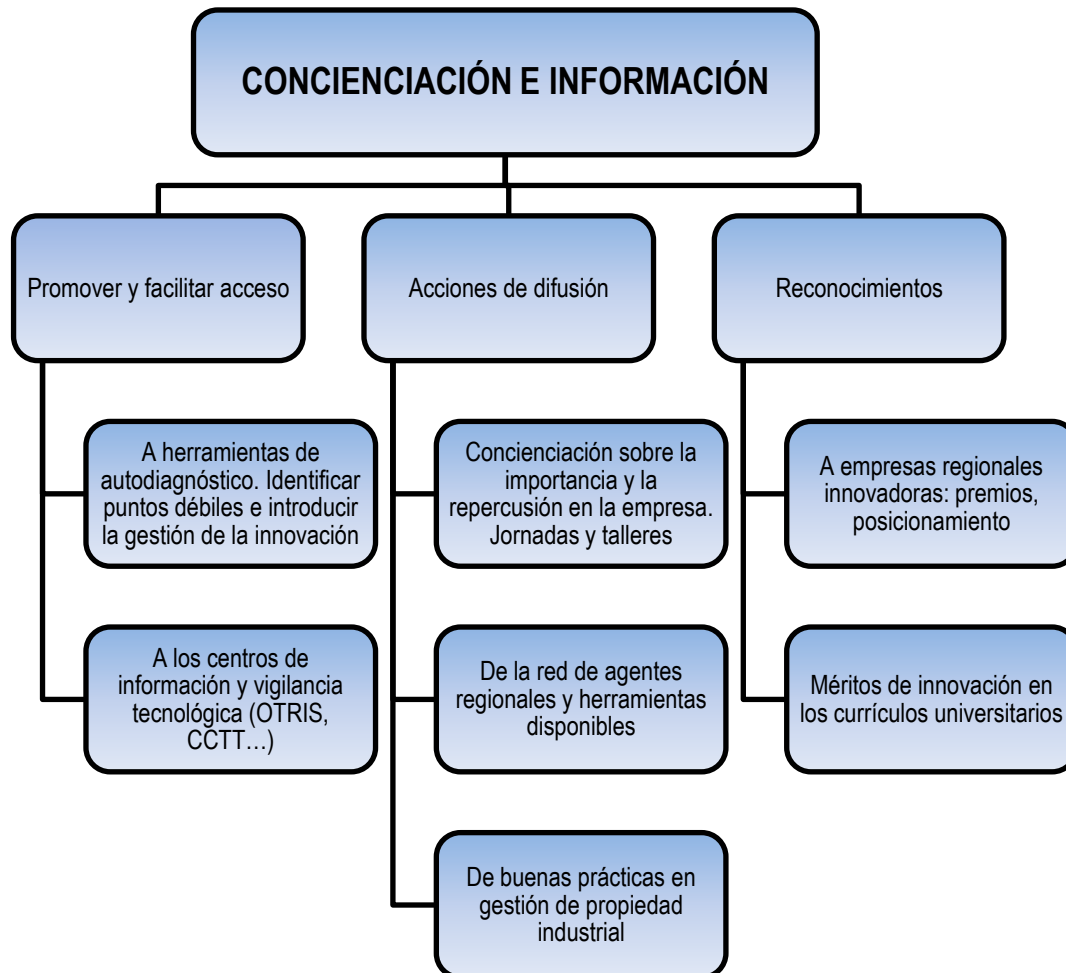 CONCIENCIACIÓN E INFORMACIÓN
Promover y facilitar acceso
Acciones de difusión
Reconocimientos
A herramientas de
autodiagnóstico. Identificar
puntos débiles e introducir
la gestión de la innovación
Concienciación sobre la
importancia y la
repercusión en la empresa.
Jornadas y talleres
A empresas regionales
innovadoras: premios,
posicionamiento
A los centros de
información y vigilancia
tecnológica (OTRIS,
CCTT…)
De la red de agentes
regionales y herramientas
disponibles
Méritos de innovación en
los currículos universitarios
De buenas prácticas en
gestión de propiedad
industrial